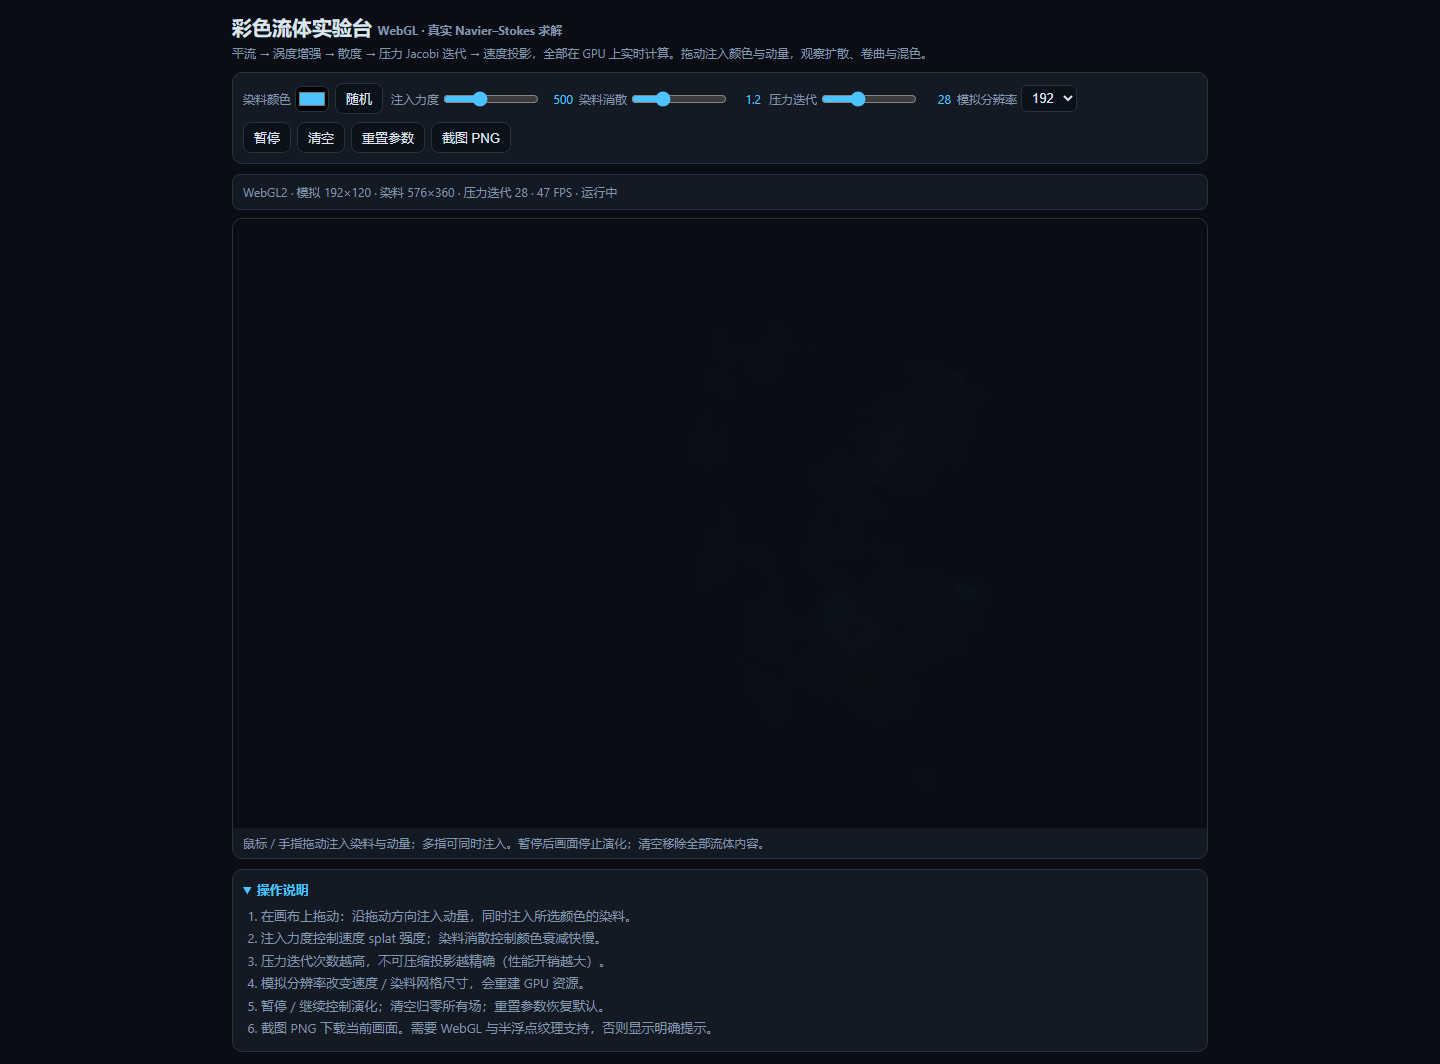 彩色流体实验台 WebGL · 真实 Navier–Stokes 求解
平流 → 涡度增强 → 散度 → 压力 Jacobi 迭代 → 速度投影，全部在 GPU 上实时计算。拖动注入颜色与动量，观察扩散、卷曲与混色。
染料颜色 随机 注入力度 500 染料消散 1.2 压力迭代 28 模拟分辨率 192
暂停 清空 重置参数 截图 PNG
WebGL2 · 模拟 192×120 · 染料 576×360 · 压力迭代 28 · 47 FPS · 运行中
鼠标 / 手指拖动注入染料与动量；多指可同时注入。暂停后画面停止演化；清空移除全部流体内容。
▼ 操作说明
1. 在画布上拖动：沿拖动方向注入动量，同时注入所选颜色的染料。
2. 注入力度控制速度 splat 强度；染料消散控制颜色衰减快慢。
3. 压力迭代次数越高，不可压缩投影越精确（性能开销越大）。
4. 模拟分辨率改变速度 / 染料网格尺寸，会重建 GPU 资源。
5. 暂停 / 继续控制演化；清空归零所有场；重置参数恢复默认。
6. 截图 PNG 下载当前画面。需要 WebGL 与半浮点纹理支持，否则显示明确提示。